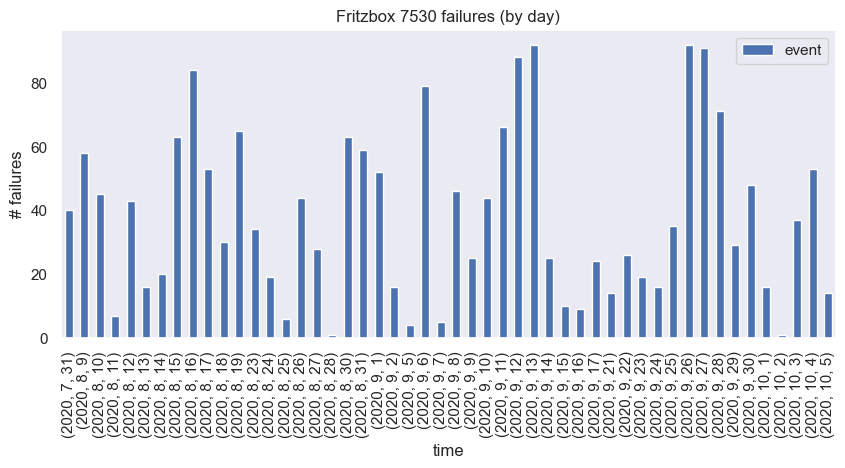 Fritzbox 7530 failures (by day)
event
# failures
80
60
40
20
0
(2020, 7, 31)
(2020, 8, 9)
(2020, 8, 10)
(2020, 8, 11)
(2020, 8, 12)
(2020, 8, 13)
(2020, 8, 14)
(2020, 8, 15)
(2020, 8, 16)
(2020, 8, 17)
(2020, 8, 18)
(2020, 8, 19)
(2020, 8, 23)
(2020, 8, 24)
(2020, 8, 25)
(2020, 8, 26)
(2020, 8, 27)
(2020, 8, 28)
(2020, 8, 30)
(2020, 8, 31)
(2020, 9, 1)
(2020, 9, 2)
(2020, 9, 5)
(2020, 9, 6)
(2020, 9, 7)
(2020, 9, 8)
(2020, 9, 9)
(2020, 9, 10)
(2020, 9, 11)
(2020, 9, 12)
(2020, 9, 13)
(2020, 9, 14)
(2020, 9, 15)
(2020, 9, 16)
(2020, 9, 17)
(2020, 9, 21)
(2020, 9, 22)
(2020, 9, 23)
(2020, 9, 24)
(2020, 9, 25)
(2020, 9, 26)
(2020, 9, 27)
(2020, 9, 28)
(2020, 9, 29)
(2020, 9, 30)
(2020, 10, 1)
(2020, 10, 2)
(2020, 10, 3)
(2020, 10, 4)
(2020, 10, 5)
time